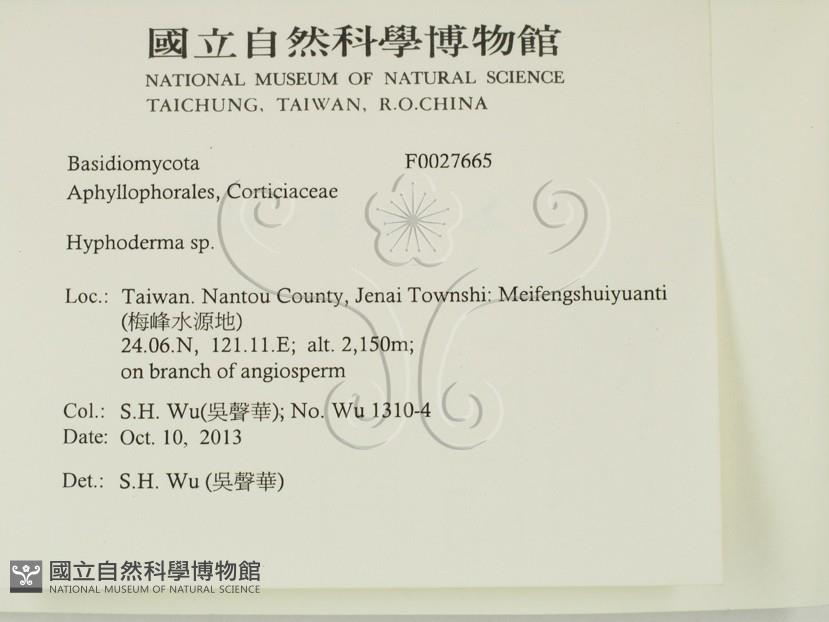 國立自然科學博物館
NATIONAL MUSEUM OF NATURAL SCIENCE
TAICHUNG, TAIWAN, R.O.CHINA
Basidiomycota F0027665
Aphyllophorales, Corticiaceae
Hyphoderma sp.
Loc.: Taiwan. Nantou County, Jenai Townshi: Meifengshuiyuanti
(梅峰水源地)
24.06.N, 121.11.E; alt. 2,150m;
on branch of angiosperm
Col.: S.H. Wu(吳聲華); No. Wu 1310-4
Date: Oct. 10, 2013
Det.: S.H. Wu (吳聲華)
國立自然科學博物館
NATIONAL MUSEUM OF NATURAL SCIENCE